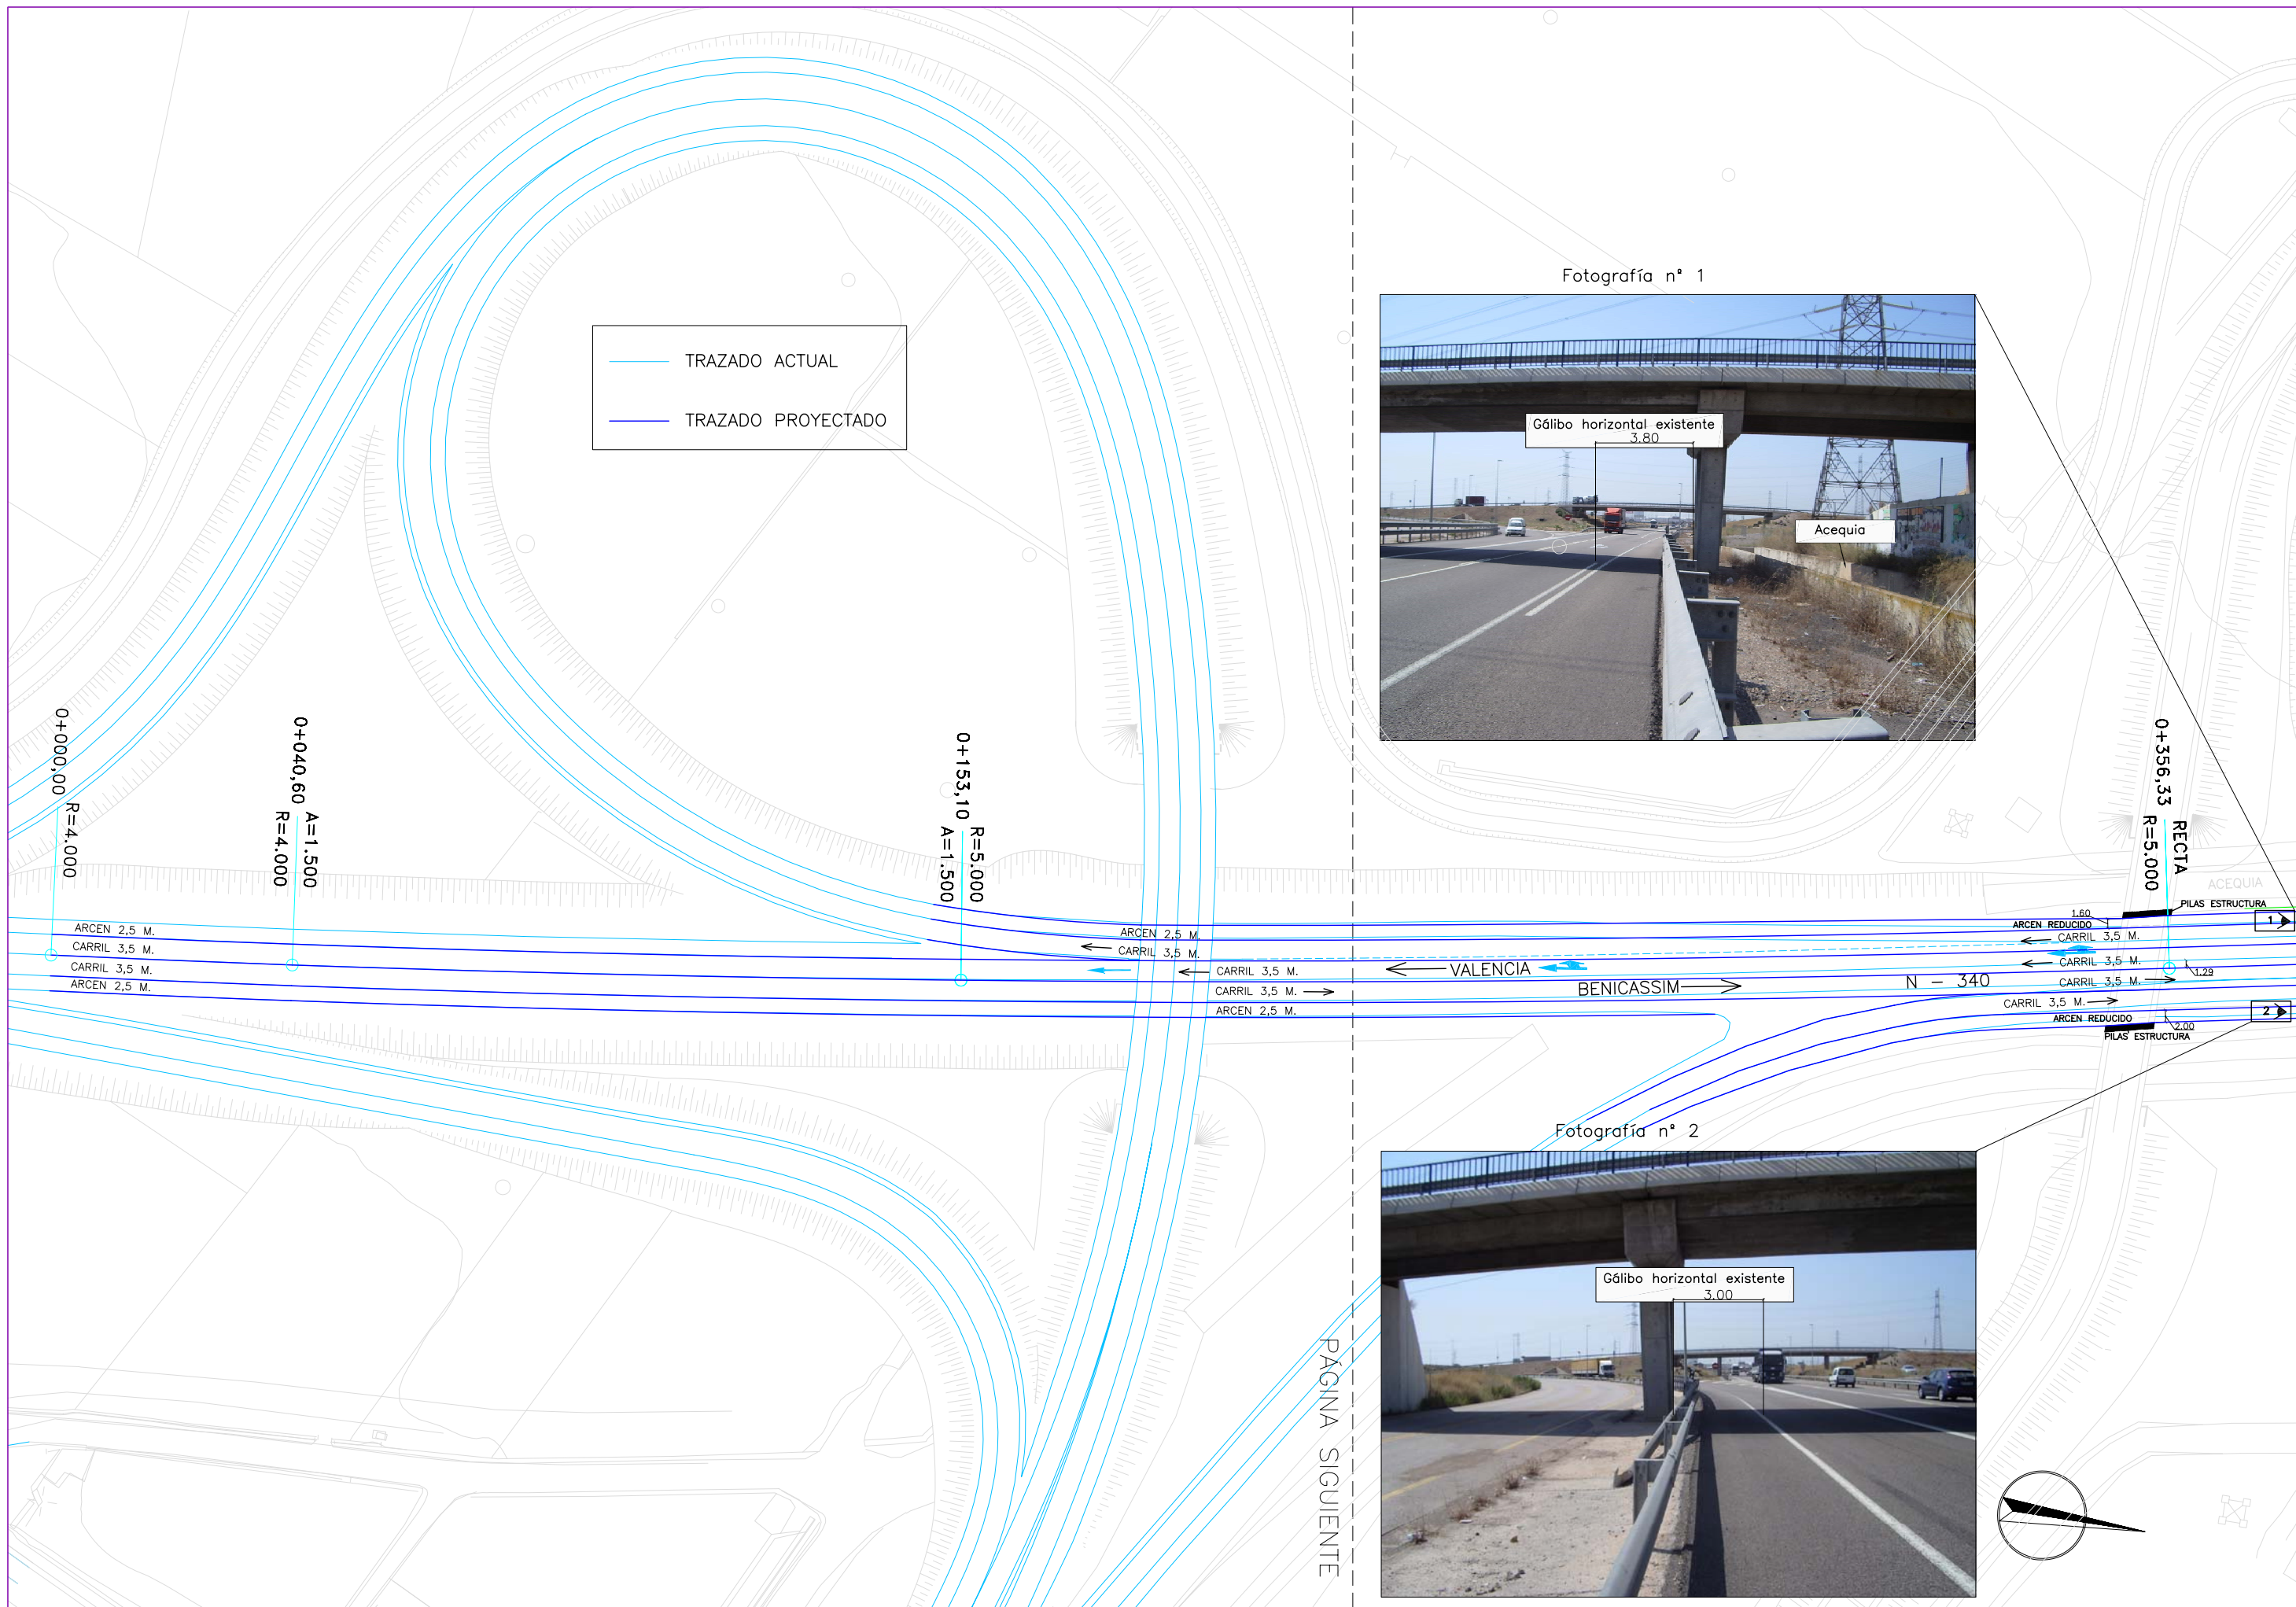 Fotografía nº 1
TRAZADO ACTUAL
TRAZADO PROYECTADO
Gálibo horizontal existente
3.80
Acequia
0+000,00 R=4.000
0+040,60 A=1.500
R=4.000
0+153,10 R=5.000
A=1.500
0+356,33 RECTA
R=5.000
ACEQUIA
PILAS ESTRUCTURA
1.60
ARCEN REDUCIDO
1
ARCEN 2,5 M.
CARRIL 3,5 M.
CARRIL 3,5 M.
ARCEN 2,5 M.
ARCEN 2,5 M.
CARRIL 3,5 M.
CARRIL 3,5 M.
CARRIL 3,5 M.
ARCEN 2,5 M.
VALENCIA
BENICASSIM
N - 340
CARRIL 3,5 M.
CARRIL 3,5 M.
1.29
CARRIL 3,5 M.
CARRIL 3,5 M.
2
ARCEN REDUCIDO
2.00
PILAS ESTRUCTURA
Fotografía nº 2
Gálibo horizontal existente
3.00
PÁGINA SIGUIENTE